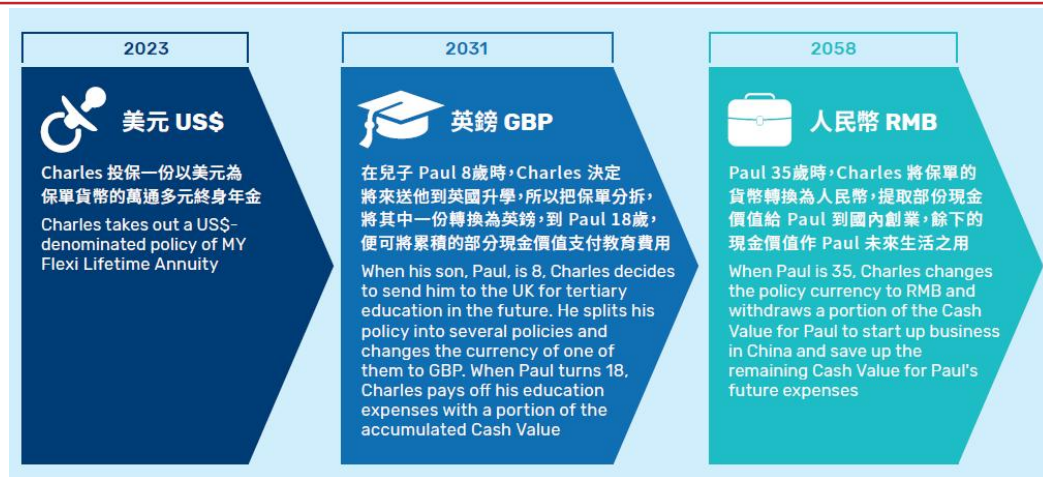 2023
美元 US$
Charles 投保一份以美元為
保單貨幣的萬通多元終身年金
Charles takes out a US$-
denominated policy of MY
Flexi Lifetime Annuity
2031
英鎊 GBP
在兒子 Paul 8歲時，Charles 決定
將來送他到英國升學，所以把保單分拆，
將其中一份轉換為英鎊，到 Paul 18歲，
便可將累積的部分現金價值支付教育費用
When his son, Paul, is 8, Charles decides
to send him to the UK for tertiary
education in the future. He splits his
policy into several policies and
changes the currency of one of
them to GBP. When Paul turns 18,
Charles pays off his education
expenses with a portion of the
accumulated Cash Value
2058
人民幣 RMB
Paul 35歲時，Charles 將保單的
貨幣轉換為人民幣，提取部份現金
價值給 Paul 到國內創業，餘下的
現金價值作 Paul 未來生活之用
When Paul is 35, Charles changes
the policy currency to RMB and
withdraws a portion of the Cash
Value for Paul to start up business
in China and save up the
remaining Cash Value for Paul's
future expenses